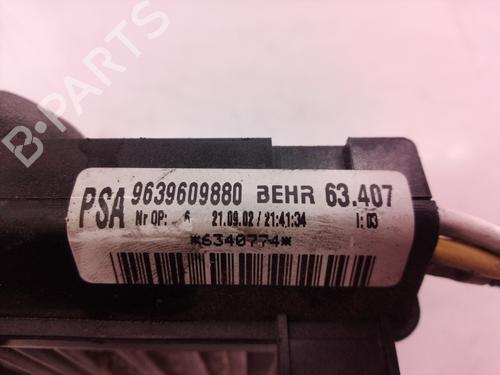 B-PARTS
PSA 9639609880 BEHR 63.407
Nr OP: 6 21.09.02 / 21:41:34 I: 03
*6340774*